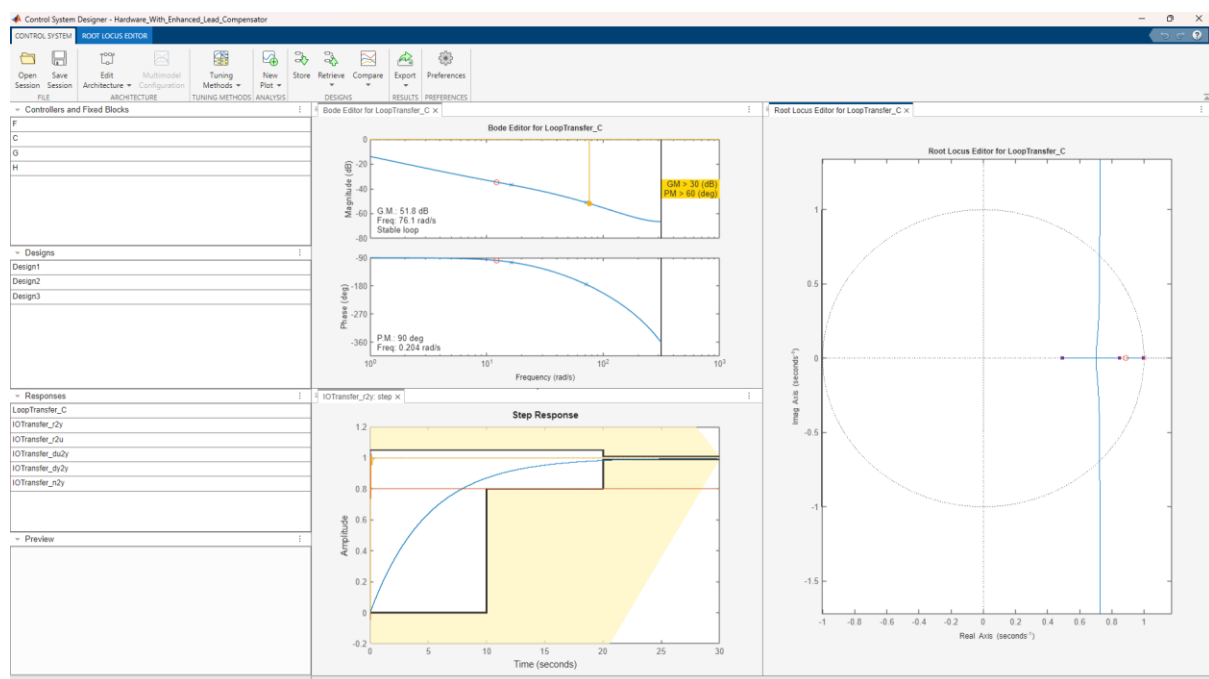 Control System Designer - Hardware_With_Enhanced_Lead_Compensator
CONTROL SYSTEM ROOT LOCUS EDITOR
Open Session
Save Session
Edit Architecture
Multimodel Configuration
Tuning Methods
New Plot
Store
Retrieve
Compare
Export
Preferences
FILE ARCHITECTURE TUNING METHODS ANALYSIS DESIGNS RESULTS PREFERENCES
Controllers and Fixed Blocks
F
C
G
H
Designs
Design1
Design2
Design3
Responses
LoopTransfer_C
IOTransfer_r2y
IOTransfer_r2u
IOTransfer_du2y
IOTransfer_dy2y
IOTransfer_n2y
Preview
Bode Editor for LoopTransfer_C
Bode Editor for LoopTransfer_C
Magnitude (dB)
0
-20
-40
-60
-80
GM > 30 (dB)
PM > 60 (deg)
G.M.: 51.8 dB
Freq: 76.1 rad/s
Stable loop
Phase (deg)
-90
-180
-270
-360
P.M.: 90 deg
Freq: 0.204 rad/s
10^0 10^1 10^2 10^3
Frequency (rad/s)
IOTransfer_r2y: step
Step Response
Amplitude
1.2
1
0.8
0.6
0.4
0.2
0
-0.2
0 5 10 15 20 25 30
Time (seconds)
Root Locus Editor for LoopTransfer_C
Root Locus Editor for LoopTransfer_C
Imag Axis (seconds^-1)
1
0.5
0
-0.5
-1
-1.5
-1 -0.8 -0.6 -0.4 -0.2 0 0.2 0.4 0.6 0.8 1
Real Axis (seconds^-1)